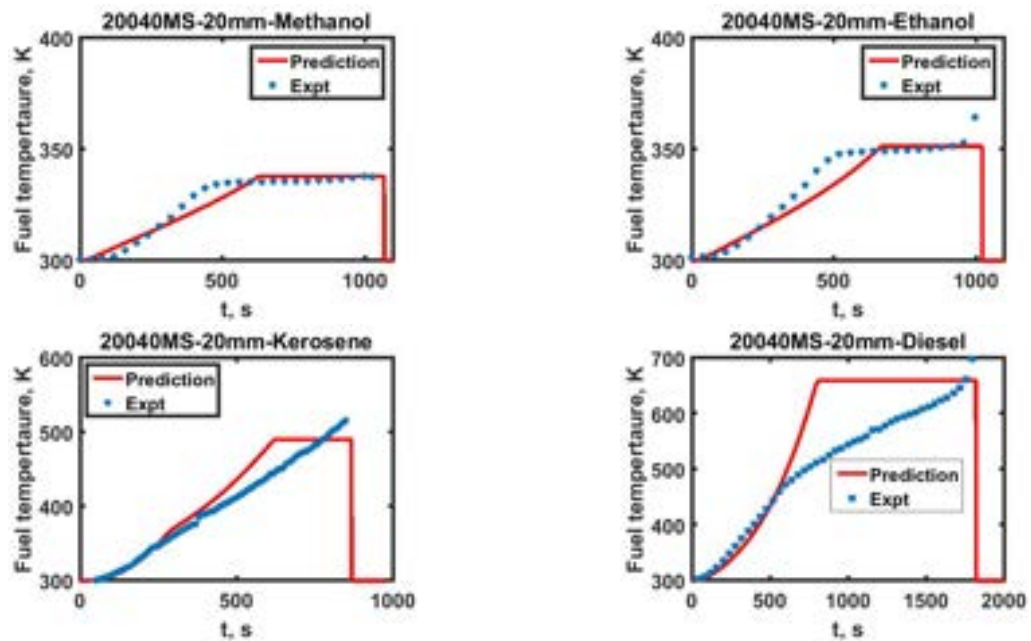 20040MS-20mm-Methanol
400
350
300
Fuel tempertaure, K
Prediction
Expt
0
500
1000
t, s
20040MS-20mm-Ethanol
400
350
300
Fuel tempertaure, K
Prediction
Expt
0
500
1000
t, s
20040MS-20mm-Kerosene
600
500
400
300
Fuel tempertaure, K
Prediction
Expt
0
500
1000
t, s
20040MS-20mm-Diesel
700
600
500
400
300
Fuel tempertaure, K
Prediction
Expt
0
500
1000
1500
2000
t, s